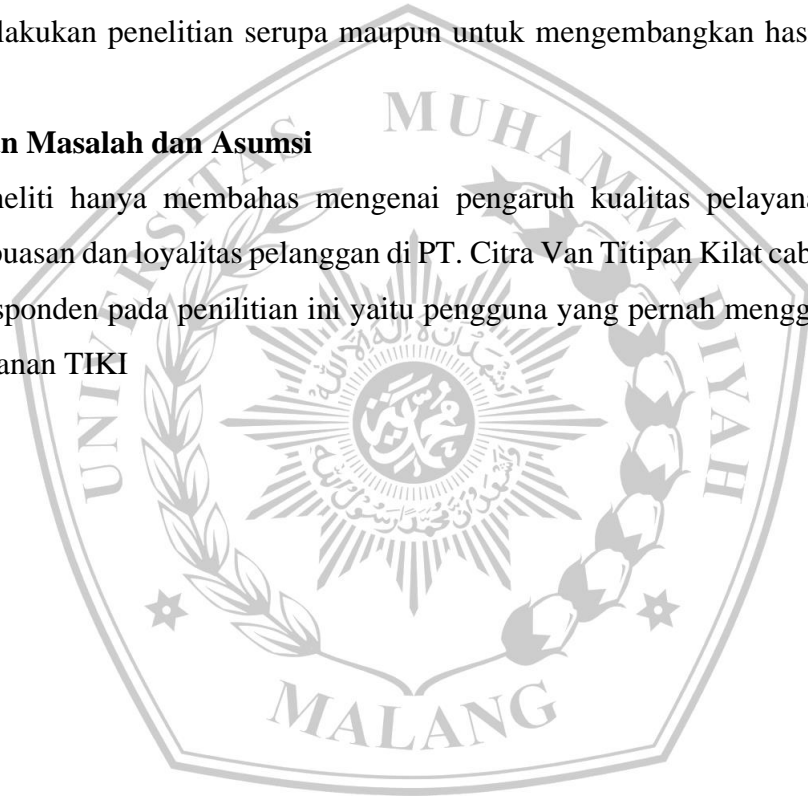 lakukan penelitian serupa maupun untuk mengembangkan has
n Masalah dan Asumsi
neliti hanya membahas mengenai pengaruh kualitas pelayana
puasan dan loyalitas pelanggan di PT. Citra Van Titipan Kilat cab
sponden pada penilitian ini yaitu pengguna yang pernah mengg
anan TIKI
UNIVERSITAS MUHAMMADIYAH
MALANG